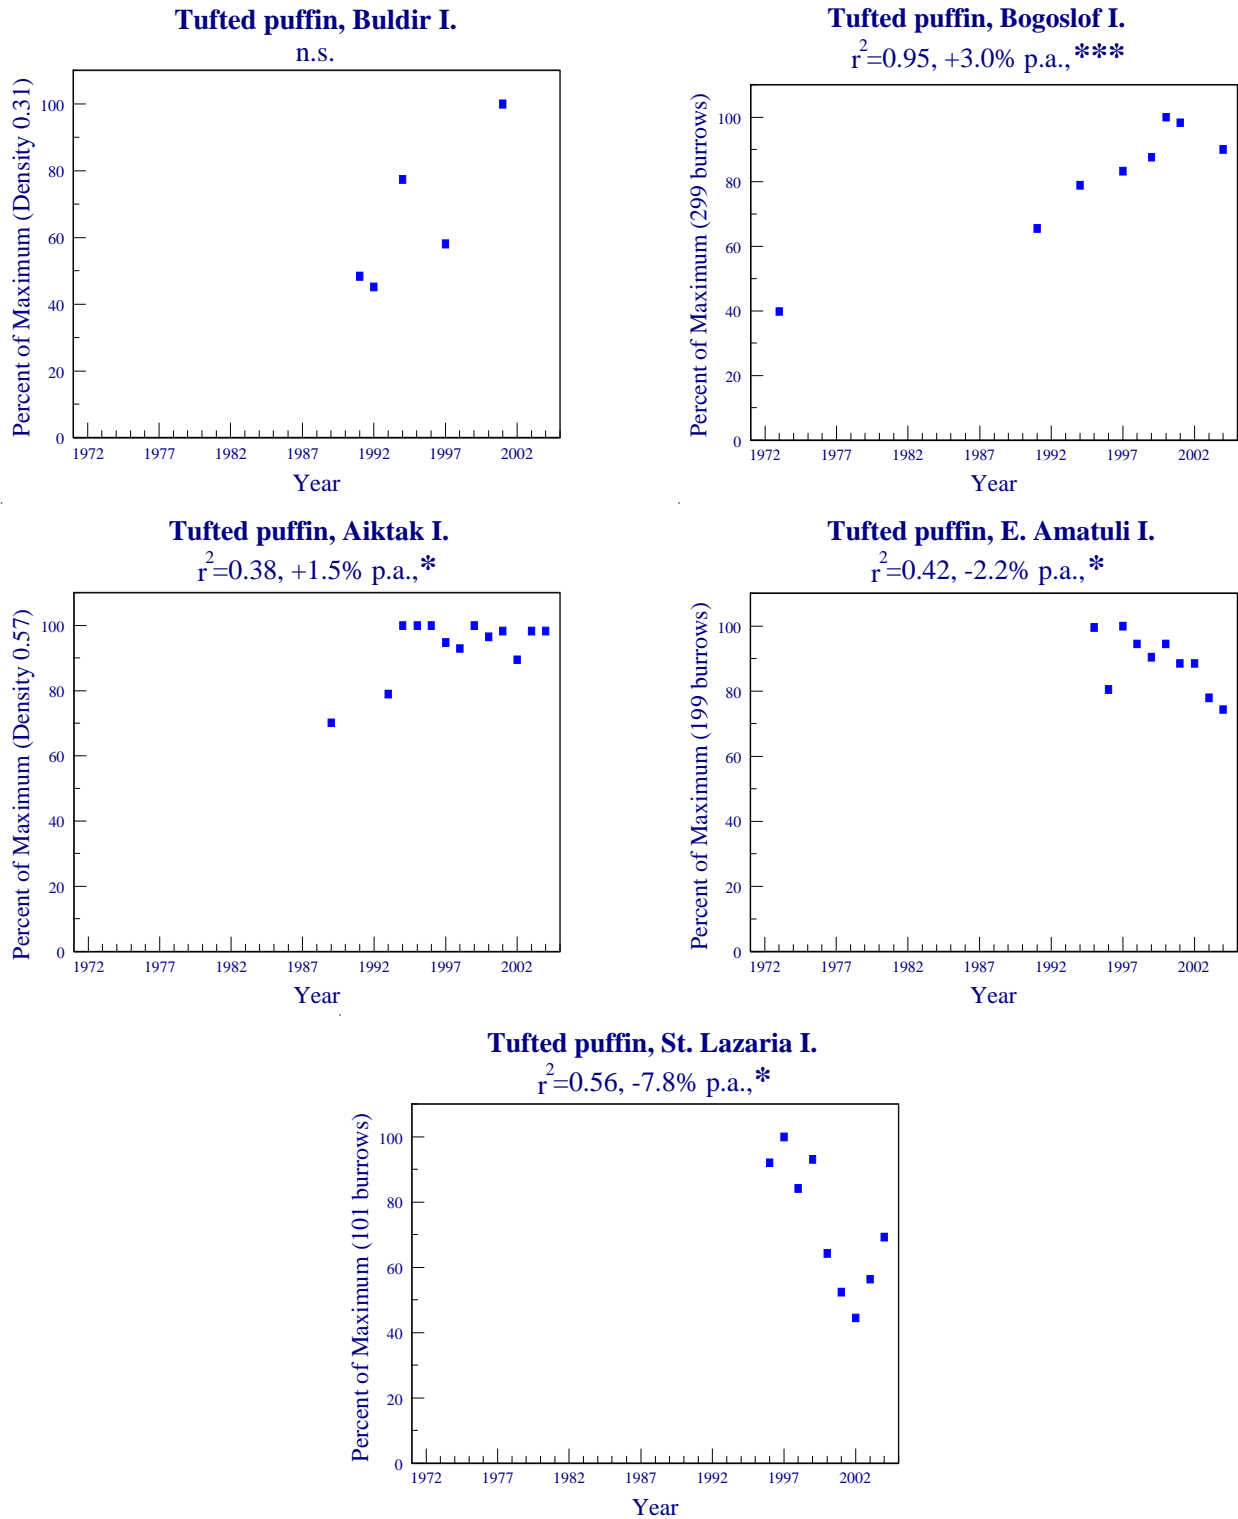 Tufted puffin, Buldir I.
n.s.
Percent of Maximum (Density 0.31)
100
80
60
40
20
0
1972 1977 1982 1987 1992 1997 2002
Year
Tufted puffin, Bogoslof I.
r²=0.95, +3.0% p.a.,***
Percent of Maximum (299 burrows)
100
80
60
40
20
0
1972 1977 1982 1987 1992 1997 2002
Year
Tufted puffin, Aiktak I.
r²=0.38, +1.5% p.a.,*
Percent of Maximum (Density 0.57)
100
80
60
40
20
0
1972 1977 1982 1987 1992 1997 2002
Year
Tufted puffin, E. Amatuli I.
r²=0.42, -2.2% p.a.,*
Percent of Maximum (199 burrows)
100
80
60
40
20
0
1972 1977 1982 1987 1992 1997 2002
Year
Tufted puffin, St. Lazaria I.
r²=0.56, -7.8% p.a.,*
Percent of Maximum (101 burrows)
100
80
60
40
20
0
1972 1977 1982 1987 1992 1997 2002
Year